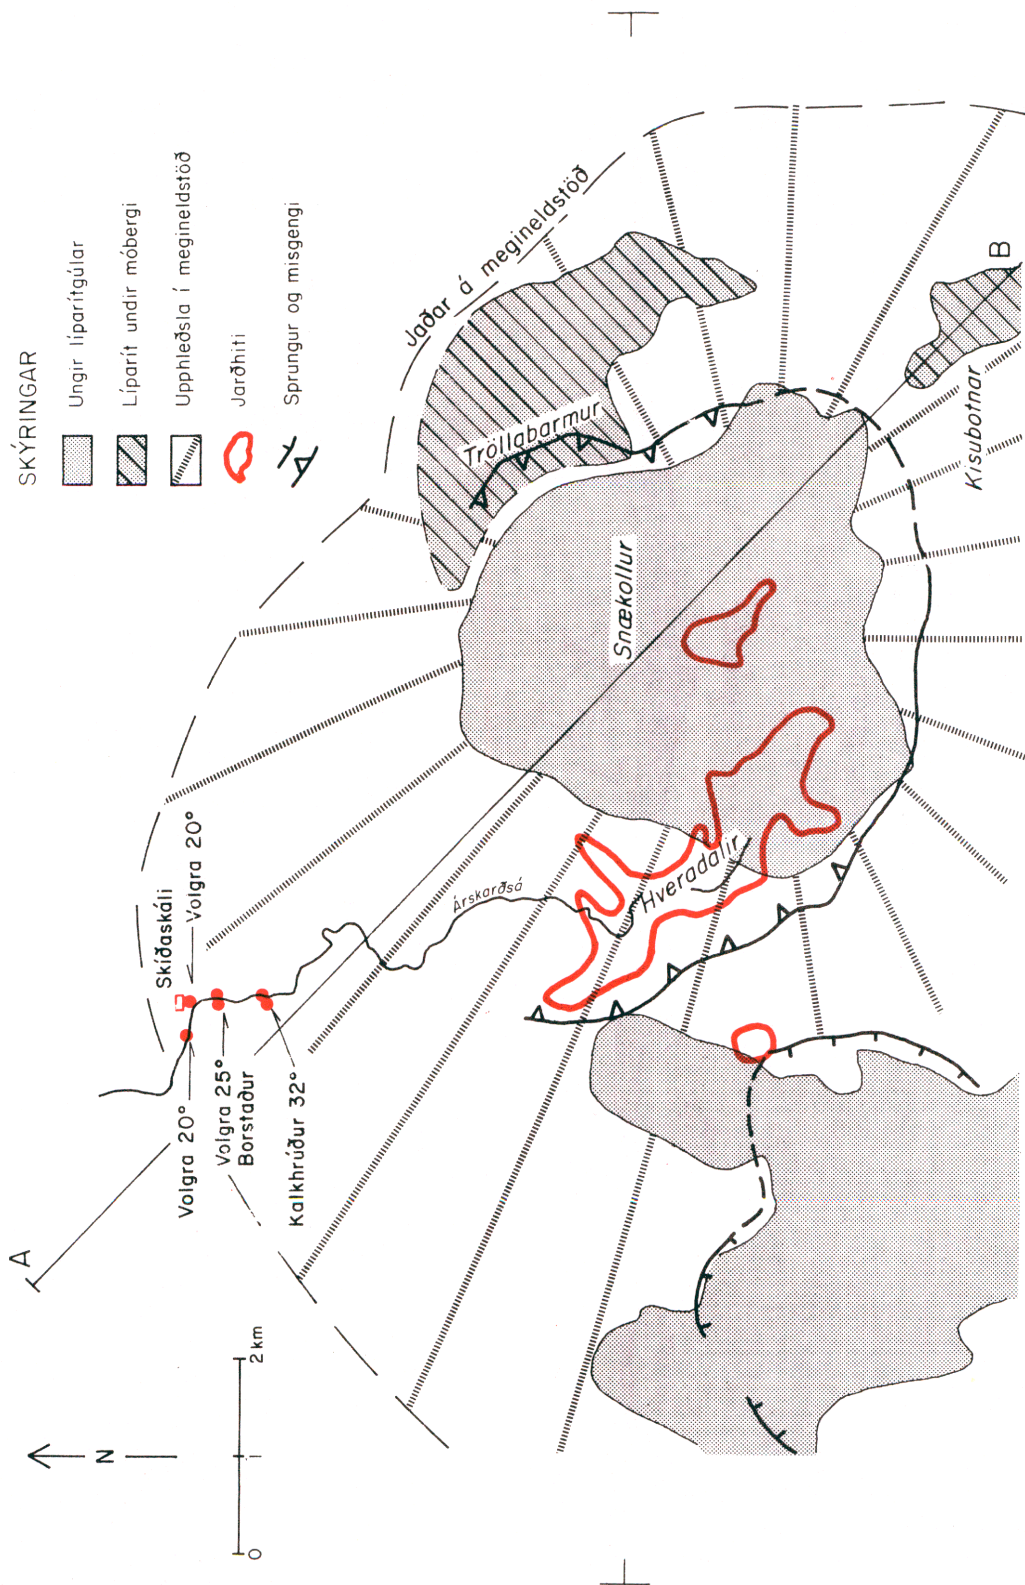 SKÝRINGAR
Ungir líparítgúlar
Líparít undir móbergi
Upphleðsla í megineldstöð
Jarðhiti
Sprungur og misgengi
N
0
1
2 km
A
Skíðaskáli
Volgra 20°
Volgra 20°
Volgra 25°
Borstaður
Kalkhrúður 32°
Árskarðsá
Jaðar á megineldstöð
Tröllabarmur
Snækollur
Hveradalir
Kisubotnar
B